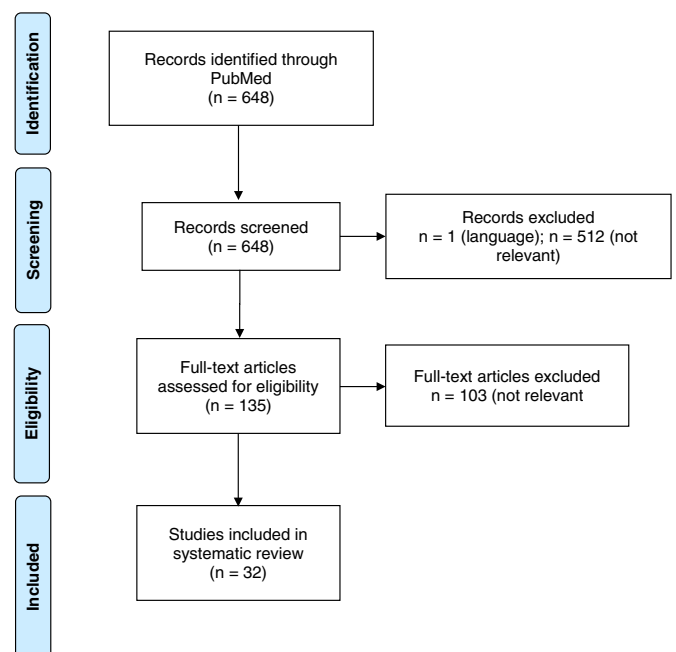 Identification
Records identified through
PubMed
(n = 648)
Screening
Records screened
(n = 648)
Records excluded
n = 1 (language); n = 512 (not
relevant)
Eligibility
Full-text articles
assessed for eligibility
(n = 135)
Full-text articles excluded
n = 103 (not relevant
Included
Studies included in
systematic review
(n = 32)